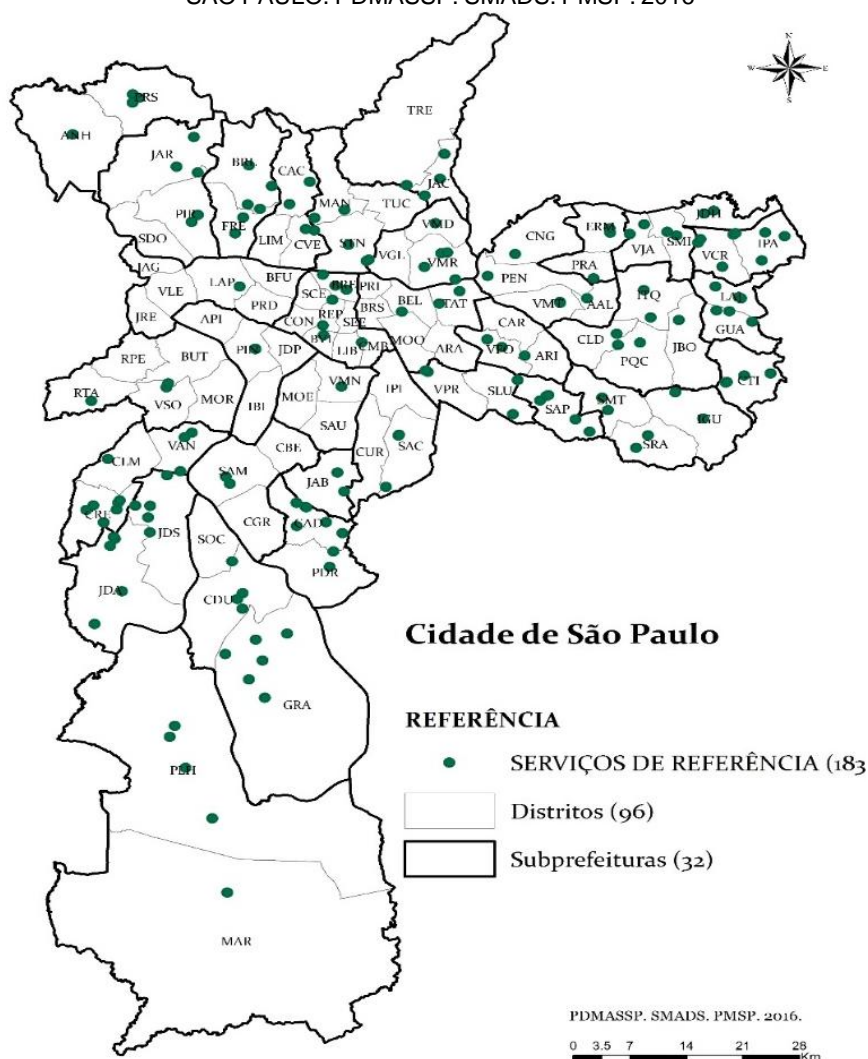 SÃO PAULO. PDMASSP. SMADS. PMSP. 2016
N
W E
S
TRE
ANH
JAR
BRL
CAC
JAC
MAN
TUC
PIR
FRE
LIM
CVE
SDO
STN
VGL
VMD
VMR
CNG
ERM
VJA
SMI
JDH
VCR
IPA
JAG
VLE
LAP
BFU
PRD
SCE
PRI
BRS
BEL
TAT
PEN
PRA
VMT
AAL
ITQ
LAJ
GUA
JRE
API
CON
REP
SEE
LIB
CMB
MOO
ARA
CAR
VFO
ARI
CLD
PQC
JBO
RPE
BUT
PIN
JDP
RTA
VSO
MOR
IBI
MOE
VMN
SAU
IPI
VPR
SLU
SAP
SMT
CTI
IGU
SRA
CUR
SAC
VAN
CLM
CBE
SAM
JAB
CRE
JDS
SOC
CGR
CAD
PDR
JDA
CDU
GRA
MAR
Cidade de São Paulo
REFERÊNCIA
SERVIÇOS DE REFERÊNCIA (183
Distritos (96)
Subprefeituras (32)
PDMASSP. SMADS. PMSP. 2016.
0 3.5 7 14 21 28
Km